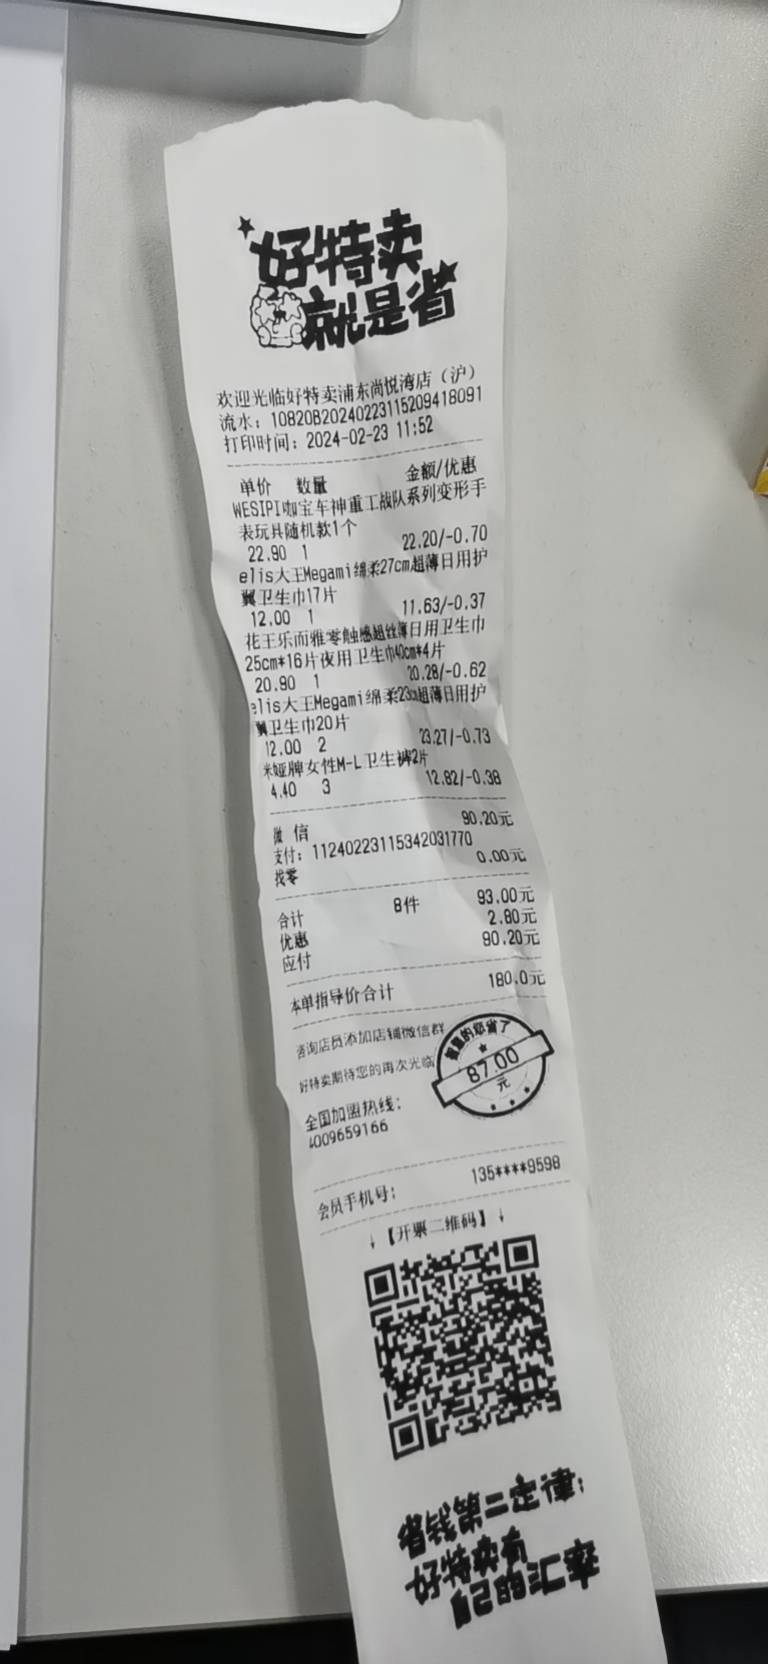 好特卖
就是省
欢迎光临好特卖浦东尚悦湾店（沪）
流水：10820B20240223115209418091
打印时间：2024-02-23 11:52
单价 数量 金额/优惠
WESIPI咖宝车神重工战队系列变形手
表玩具随机款1个
22.90 1 22.20/-0.70
elis大王Megami绵柔27cm超薄日用护
翼卫生巾17片
12.00 1 11.63/-0.37
花王乐而雅零触感超丝薄日用卫生巾
25cm*16片夜用卫生巾40cm*4片
20.90 1 20.28/-0.62
elis大王Megami绵柔23cm超薄日用护
翼卫生巾20片
12.00 2 23.27/-0.73
米娅牌女性M-L卫生裤2片
4.40 3 12.82/-0.38
微信 90.20元
支付：11240223115342031770
找零 0.00元
合计 8件 93.00元
优惠 2.80元
应付 90.20元
本单指导价合计 180.0元
咨询店员添加店铺微信群
好特卖期待您的再次光临
省了
87.00
元
全国加盟热线：
4009659166
会员手机号： 135****9598
↓【开票二维码】↓
省钱第二定律：
好特卖有
自己的汇率